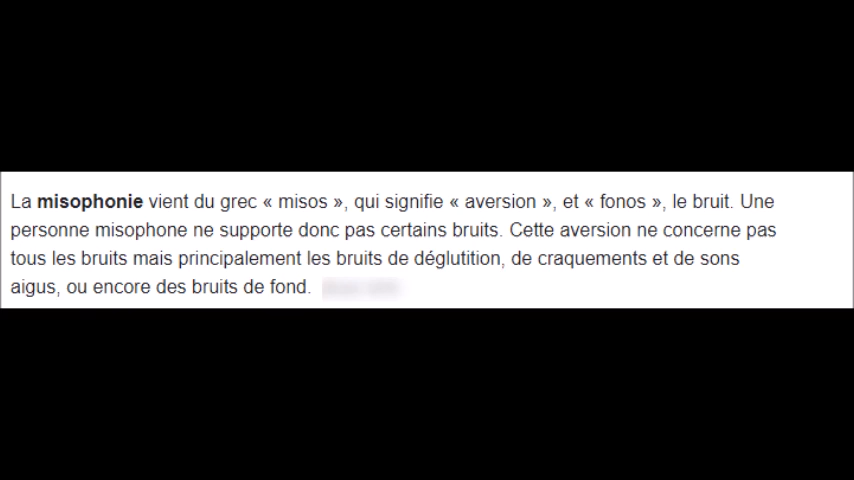 La misophonie vient du grec « misos », qui signifie « aversion », et « fonos », le bruit. Une
personne misophone ne supporte donc pas certains bruits. Cette aversion ne concerne pas
tous les bruits mais principalement les bruits de déglutition, de craquements et de sons
aigus, ou encore des bruits de fond.